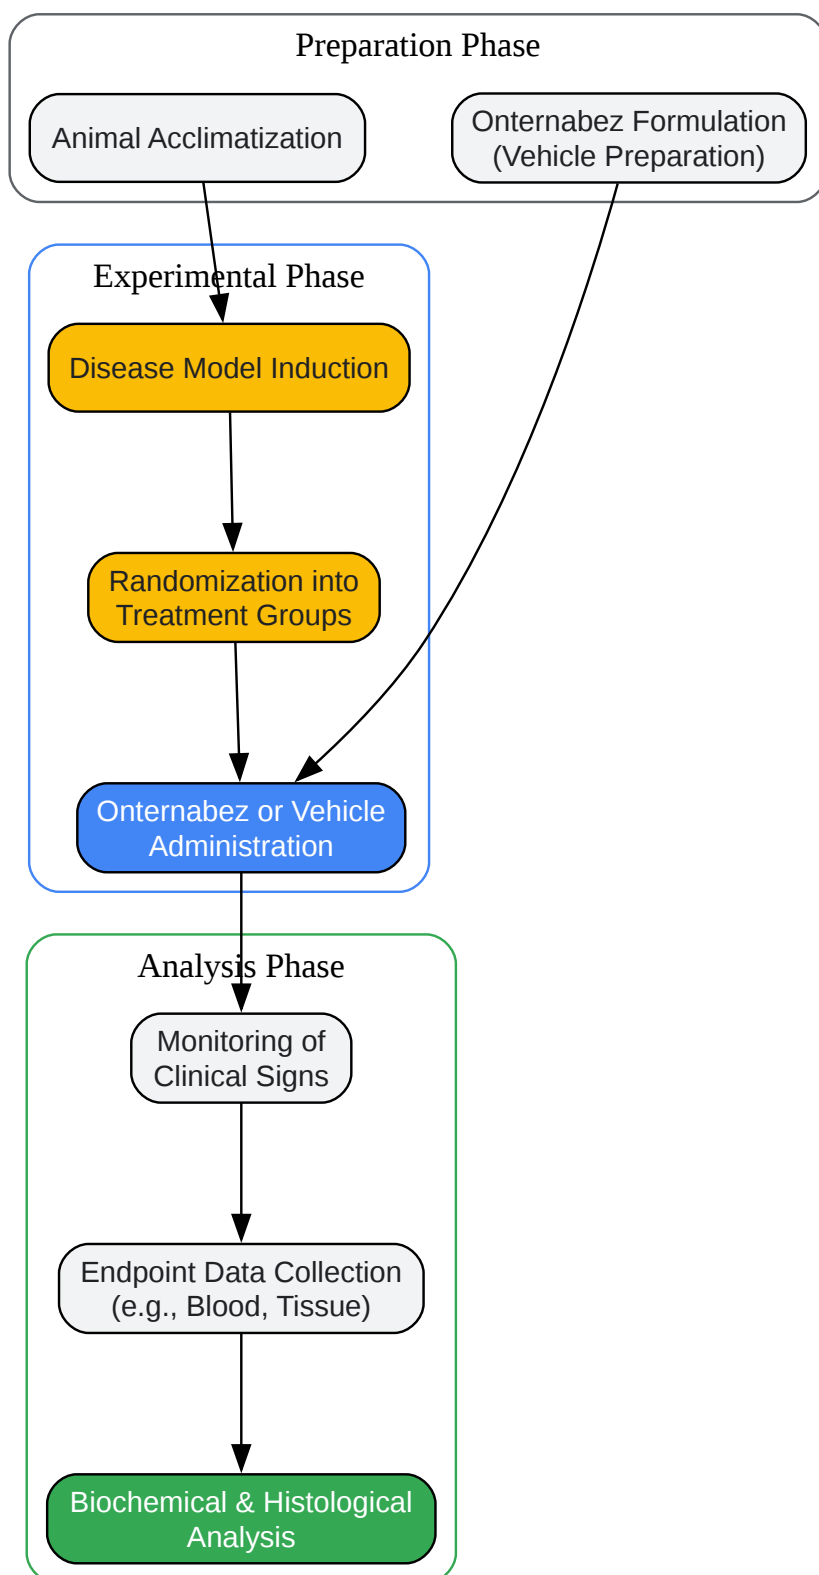 Preparation Phase
Animal Acclimatization
Onternabez Formulation
(Vehicle Preparation)
Experimental Phase
Disease Model Induction
Randomization into
Treatment Groups
Onternabez or Vehicle
Administration
Analysis Phase
Monitoring of
Clinical Signs
Endpoint Data Collection
(e.g., Blood, Tissue)
Biochemical & Histological
Analysis